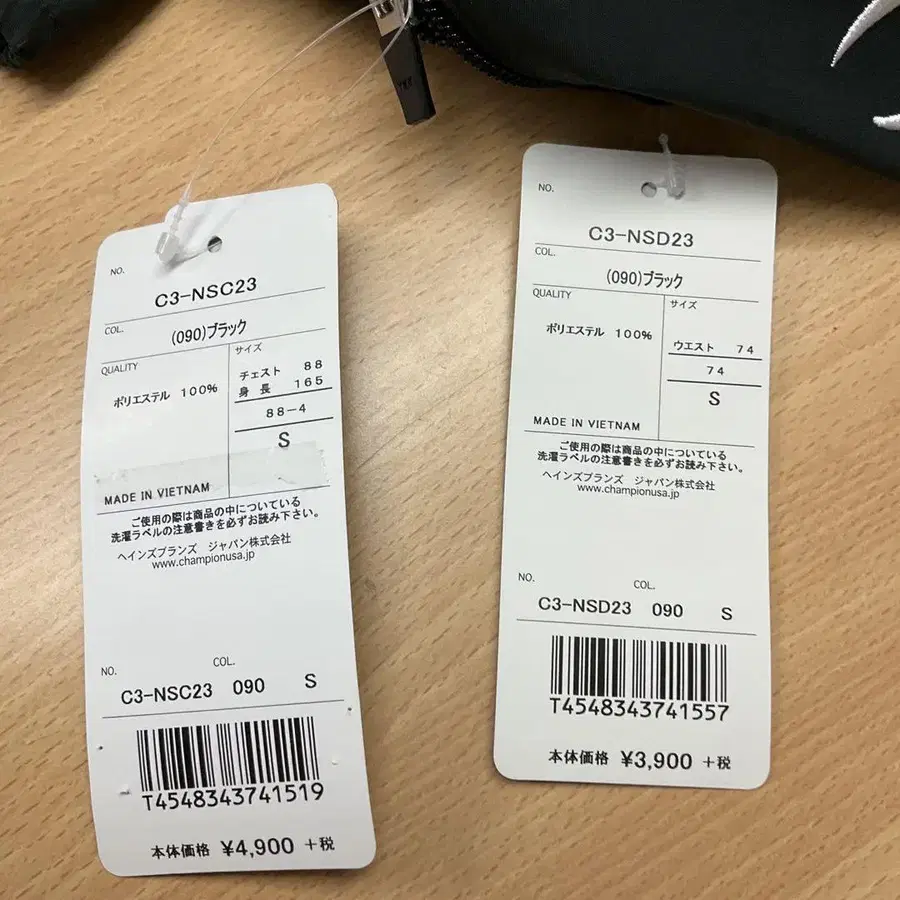 NO.
C3-NSC23
COL.
(090)ブラック
QUALITY
サイズ
ポリエステル 100%
チェスト 88
身長 165
88-4
S
MADE IN VIETNAM
ご使用の際は商品の中についている
洗濯ラベルの注意書きを必ずお読み下さい。
ヘインズブランズ ジャパン株式会社
www.championusa.jp
NO. COL.
C3-NSC23 090 S
T4548343741519
本体価格 ¥4,900 +税
NO.
C3-NSD23
COL.
(090)ブラック
QUALITY
サイズ
ポリエステル 100%
ウエスト 74
74
S
MADE IN VIETNAM
ご使用の際は商品の中についている
洗濯ラベルの注意書きを必ずお読み下さい。
ヘインズブランズ ジャパン株式会社
www.championusa.jp
NO. COL.
C3-NSD23 090 S
T4548343741557
本体価格 ¥3,900 +税